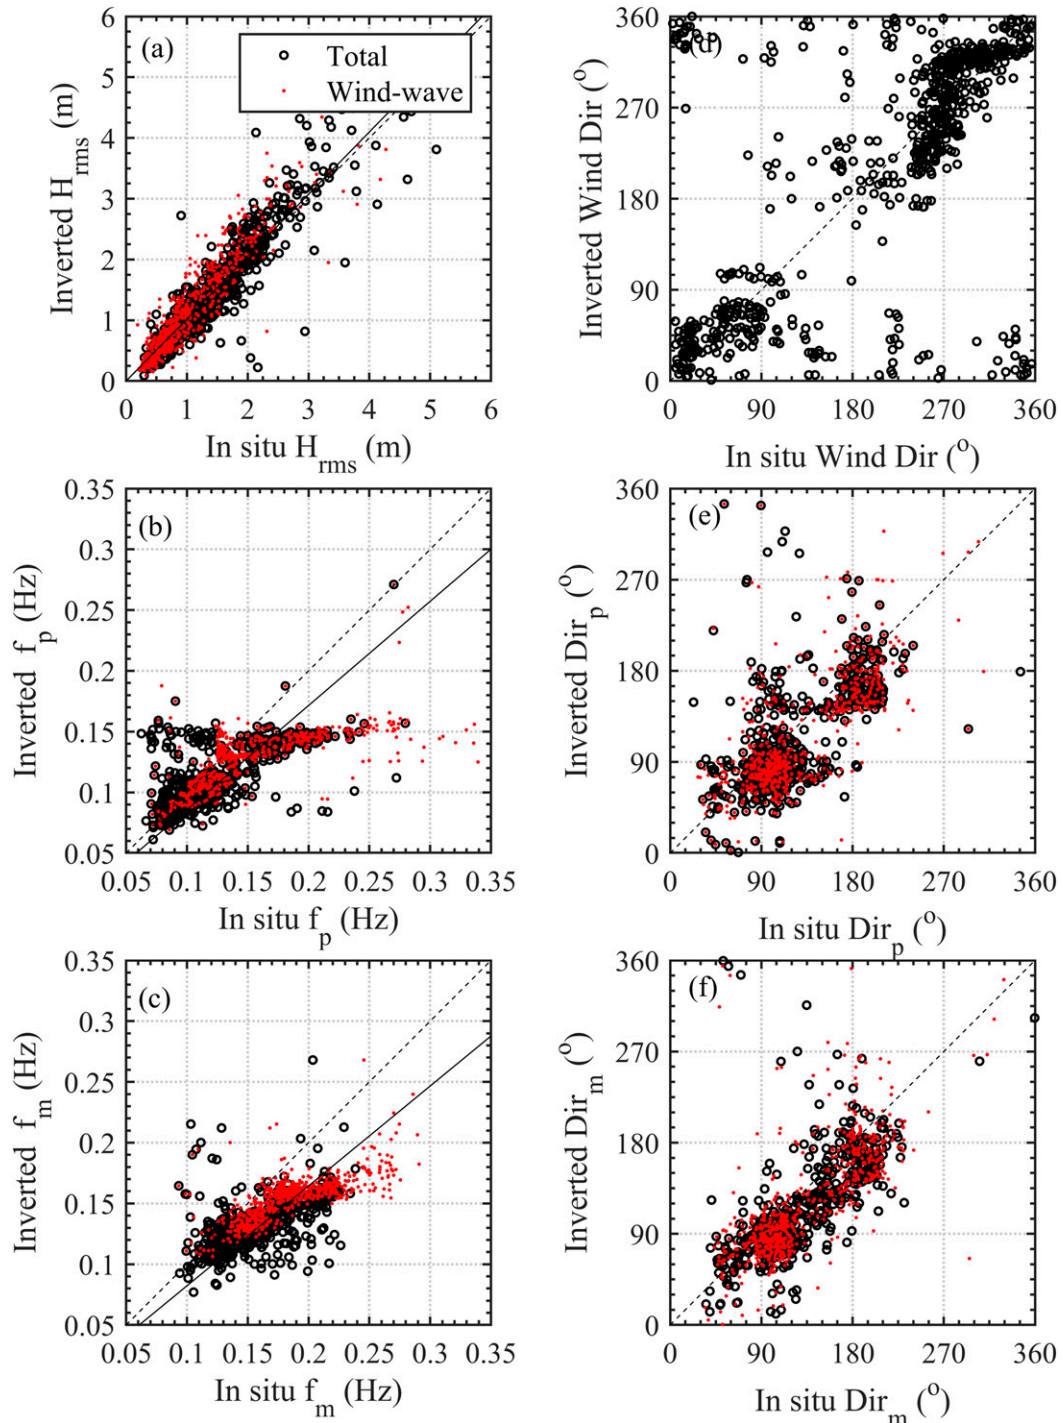 (a)
Total
Wind-wave
Inverted H_rms (m)
6
5
4
3
2
1
0
0 1 2 3 4 5 6
In situ H_rms (m)
(d)
Inverted Wind Dir (°)
360
270
180
90
0
0 90 180 270 360
In situ Wind Dir (°)
(b)
Inverted f_p (Hz)
0.35
0.3
0.25
0.2
0.15
0.1
0.05
0.05 0.1 0.15 0.2 0.25 0.3 0.35
In situ f_p (Hz)
(e)
Inverted Dir_p (°)
360
270
180
90
0
0 90 180 270 360
In situ Dir_p (°)
(c)
Inverted f_m (Hz)
0.35
0.3
0.25
0.2
0.15
0.1
0.05
0.05 0.1 0.15 0.2 0.25 0.3 0.35
In situ f_m (Hz)
(f)
Inverted Dir_m (°)
360
270
180
90
0
0 90 180 270 360
In situ Dir_m (°)